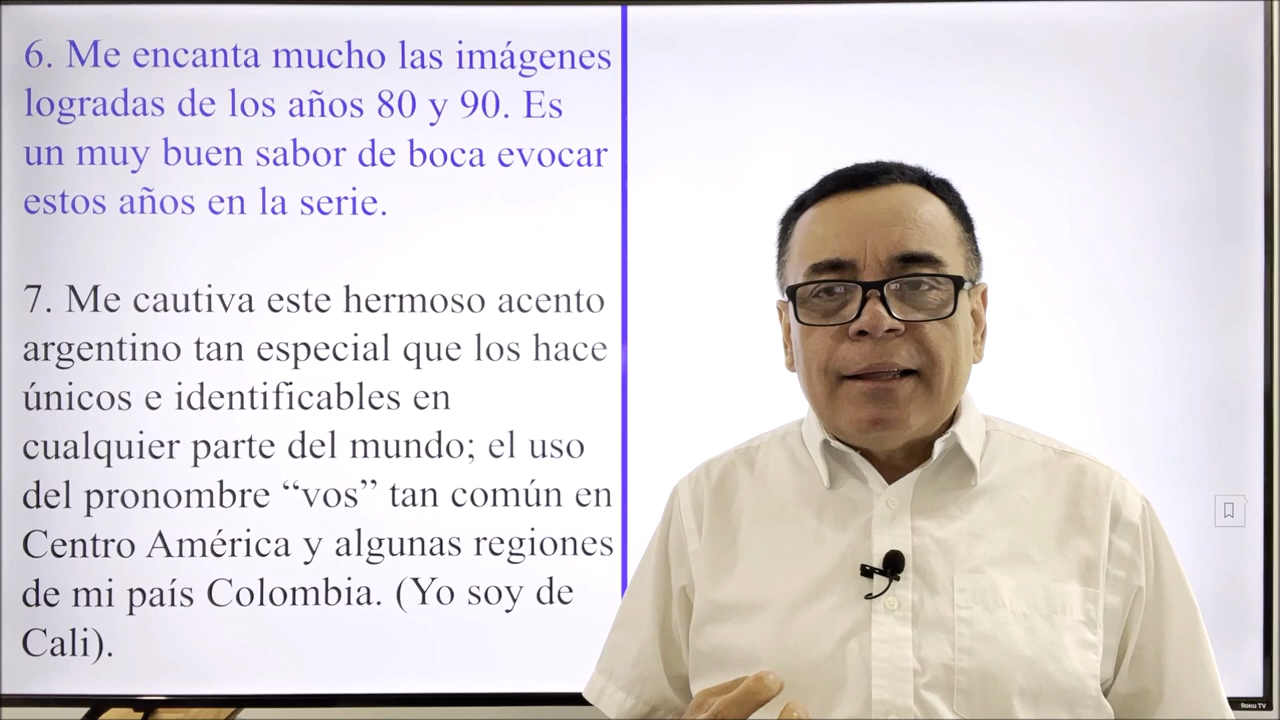 6. Me encanta mucho las imágenes
logradas de los años 80 y 90. Es
un muy buen sabor de boca evocar
estos años en la serie.
7. Me cautiva este hermoso acento
argentino tan especial que los hace
únicos e identificables en
cualquier parte del mundo; el uso
del pronombre “vos” tan común en
Centro América y algunas regiones
de mi país Colombia. (Yo soy de
Cali).
Roku TV